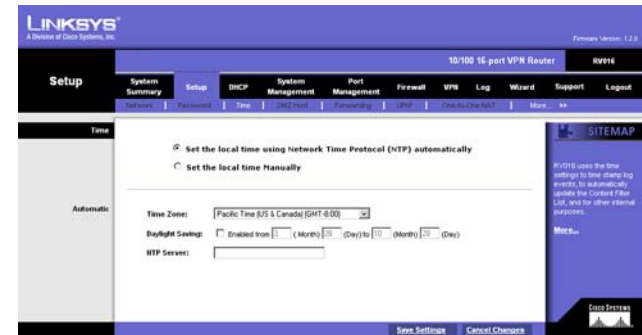 LINKSYS®
A Division of Cisco Systems, Inc.
Firmware Version: 1.2.0
10/100 16-port VPN Router
RV016
Setup
System Summary
Setup
DHCP
System Management
Port Management
Firewall
VPN
Log
Wizard
Support
Logout
Network | Password | Time | DMZ Host | Forwarding | UPnP | One-to-One NAT | More... >>
Time
SITEMAP
Set the local time using Network Time Protocol (NTP) automatically
Set the local time Manually
RV016 uses the time
settings to time stamp log
events, to automatically
update the Content Filter
List, and for other internal
purposes.
More...
Automatic
Time Zone: Pacific Time (US & Canada) (GMT-8:00)
Daylight Saving: Enabled from 3 (Month) 29 (Day) to 10 (Month) 29 (Day)
NTP Server:
CISCO SYSTEMS
Save Settings
Cancel Changes